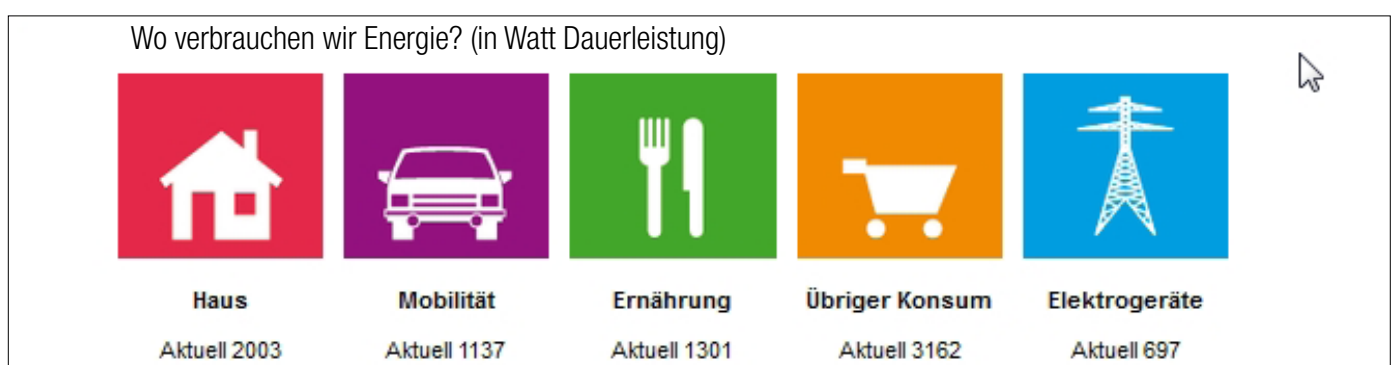 Wo verbrauchen wir Energie? (in Watt Dauerleistung)
Haus Mobilität Ernährung Übriger Konsum Elektrogeräte
Aktuell 2003 Aktuell 1137 Aktuell 1301 Aktuell 3162 Aktuell 697